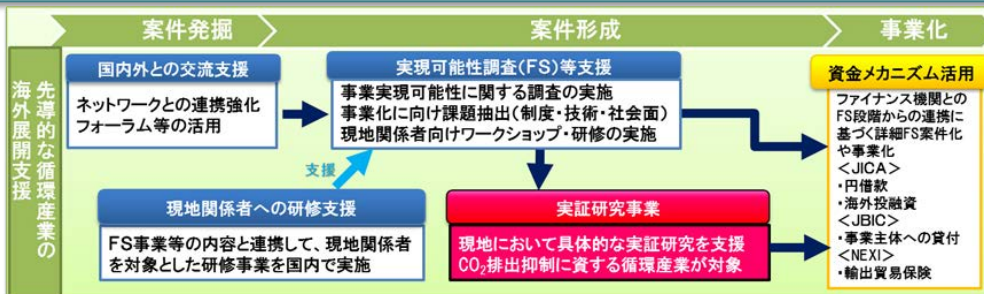 案件発掘
案件形成
事業化
先導的な循環産業の
海外展開支援
国内外との交流支援
ネットワークとの連携強化
フォーラム等の活用
実現可能性調査(FS)等支援
事業実現可能性に関する調査の実施
事業化に向け課題抽出(制度・技術・社会面)
現地関係者向けワークショップ・研修の実施
支援
現地関係者への研修支援
FS事業等の内容と連携して、現地関係者
を対象とした研修事業を国内で実施
実証研究事業
現地において具体的な実証研究を支援
CO₂排出抑制に資する循環産業が対象
資金メカニズム活用
ファイナンス機関との
FS段階からの連携に
基づく詳細FS案件化
や事業化
<JICA>
・円借款
・海外投融資
<JBIC>
・事業主体への貸付
<NEXI>
・輸出貿易保険